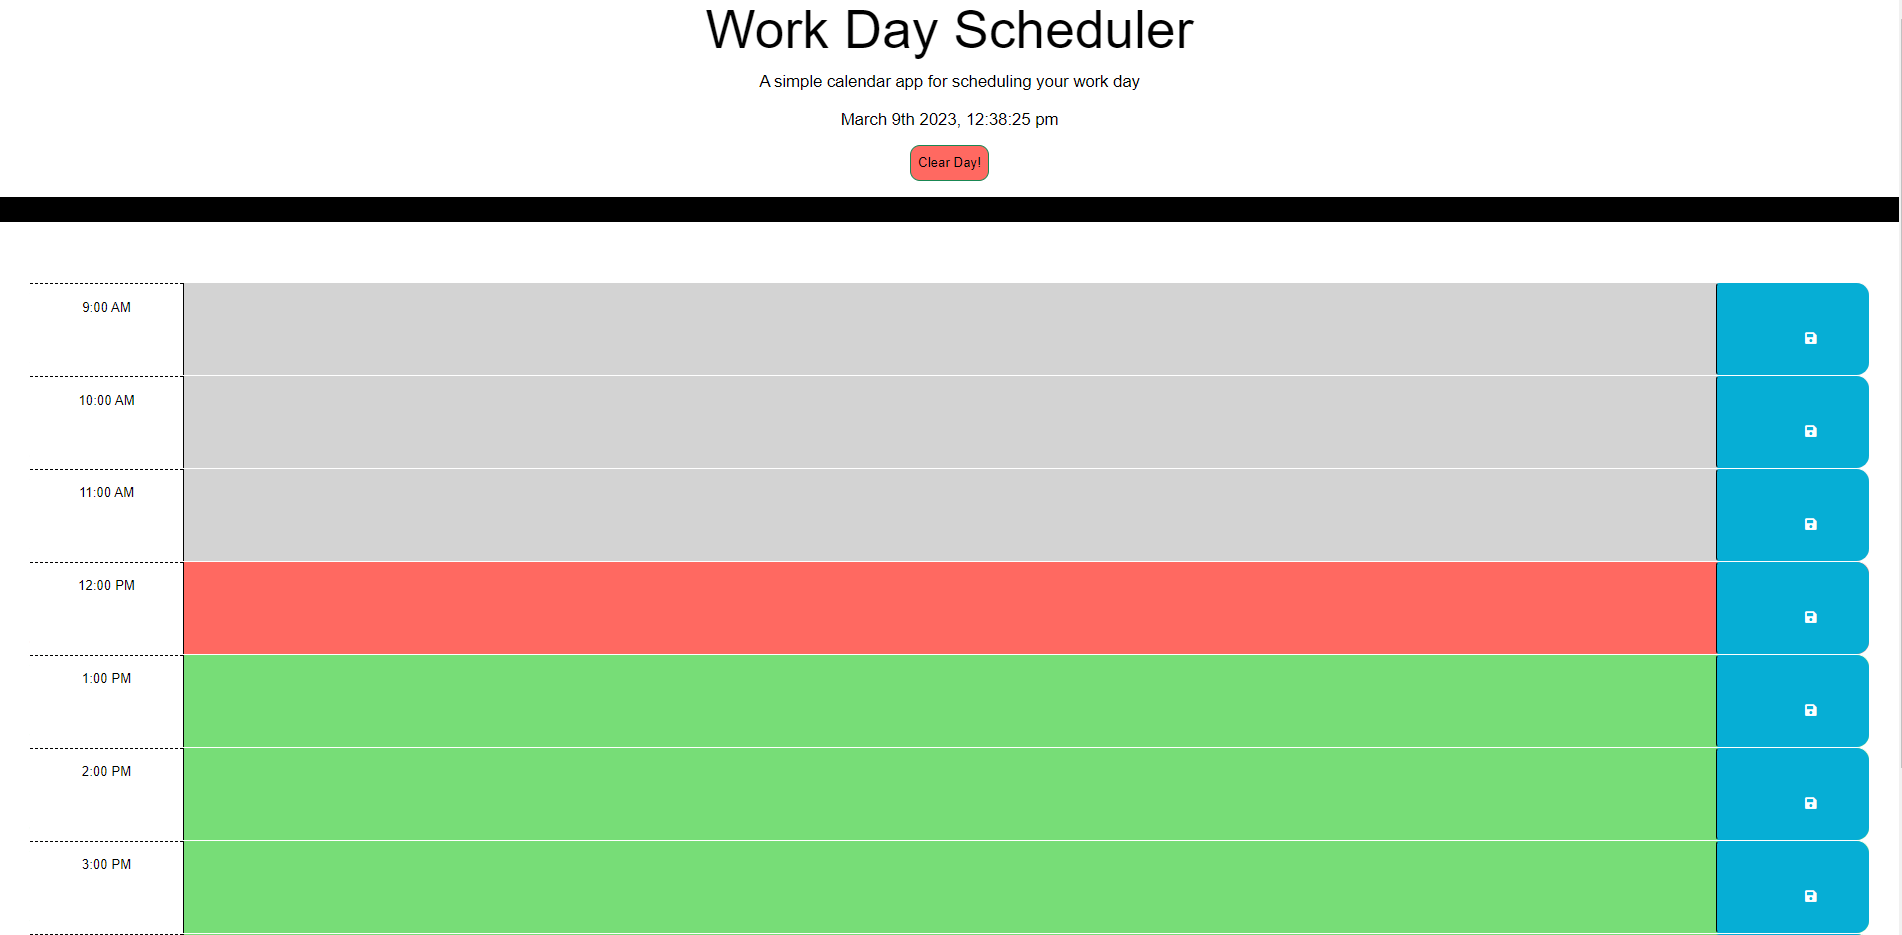 Work Day Scheduler
A simple calendar app for scheduling your work day
March 9th 2023, 12:38:25 pm
Clear Day!
9:00 AM
10:00 AM
11:00 AM
12:00 PM
1:00 PM
2:00 PM
3:00 PM